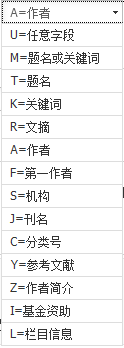 A=作者
U=任意字段
M=题名或关键词
T=题名
K=关键词
R=文摘
A=作者
F=第一作者
S=机构
J=刊名
C=分类号
Y=参考文献
Z=作者简介
I=基金资助
L=栏目信息